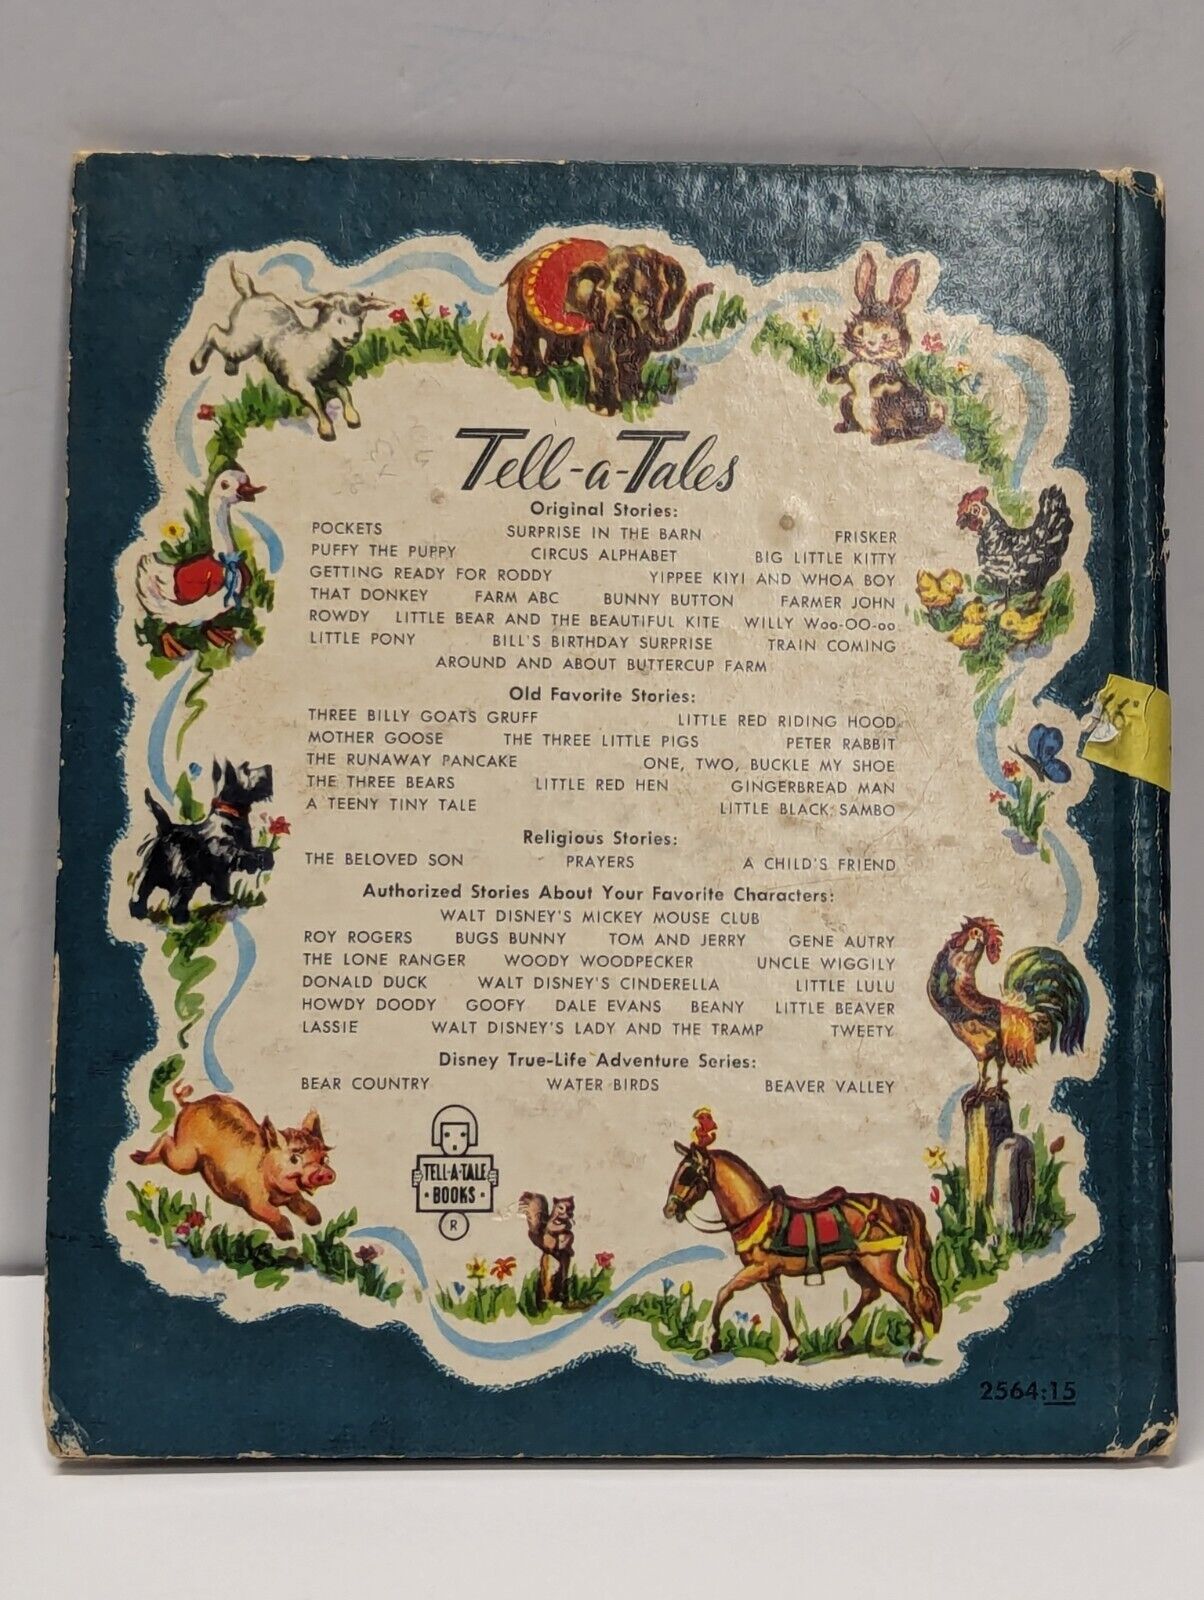 Tell-a-Tales
Original Stories:
POCKETS SURPRISE IN THE BARN FRISKER
PUFFY THE PUPPY CIRCUS ALPHABET BIG LITTLE KITTY
GETTING READY FOR RODDY YIPPEE KIYI AND WHOA BOY
THAT DONKEY FARM ABC BUNNY BUTTON FARMER JOHN
ROWDY LITTLE BEAR AND THE BEAUTIFUL KITE WILLY Woo-OO-oo
LITTLE PONY BILL'S BIRTHDAY SURPRISE TRAIN COMING
AROUND AND ABOUT BUTTERCUP FARM
Old Favorite Stories:
THREE BILLY GOATS GRUFF LITTLE RED RIDING HOOD
MOTHER GOOSE THE THREE LITTLE PIGS PETER RABBIT
THE RUNAWAY PANCAKE ONE, TWO, BUCKLE MY SHOE
THE THREE BEARS LITTLE RED HEN GINGERBREAD MAN
A TEENY TINY TALE LITTLE BLACK SAMBO
Religious Stories:
THE BELOVED SON PRAYERS A CHILD'S FRIEND
Authorized Stories About Your Favorite Characters:
WALT DISNEY'S MICKEY MOUSE CLUB
ROY ROGERS BUGS BUNNY TOM AND JERRY GENE AUTRY
THE LONE RANGER WOODY WOODPECKER UNCLE WIGGILY
DONALD DUCK WALT DISNEY'S CINDERELLA LITTLE LULU
HOWDY DOODY GOOFY DALE EVANS BEANY LITTLE BEAVER
LASSIE WALT DISNEY'S LADY AND THE TRAMP TWEETY
Disney True-Life Adventure Series:
BEAR COUNTRY WATER BIRDS BEAVER VALLEY
TELL-A-TALE
·BOOKS·
R
2564:15